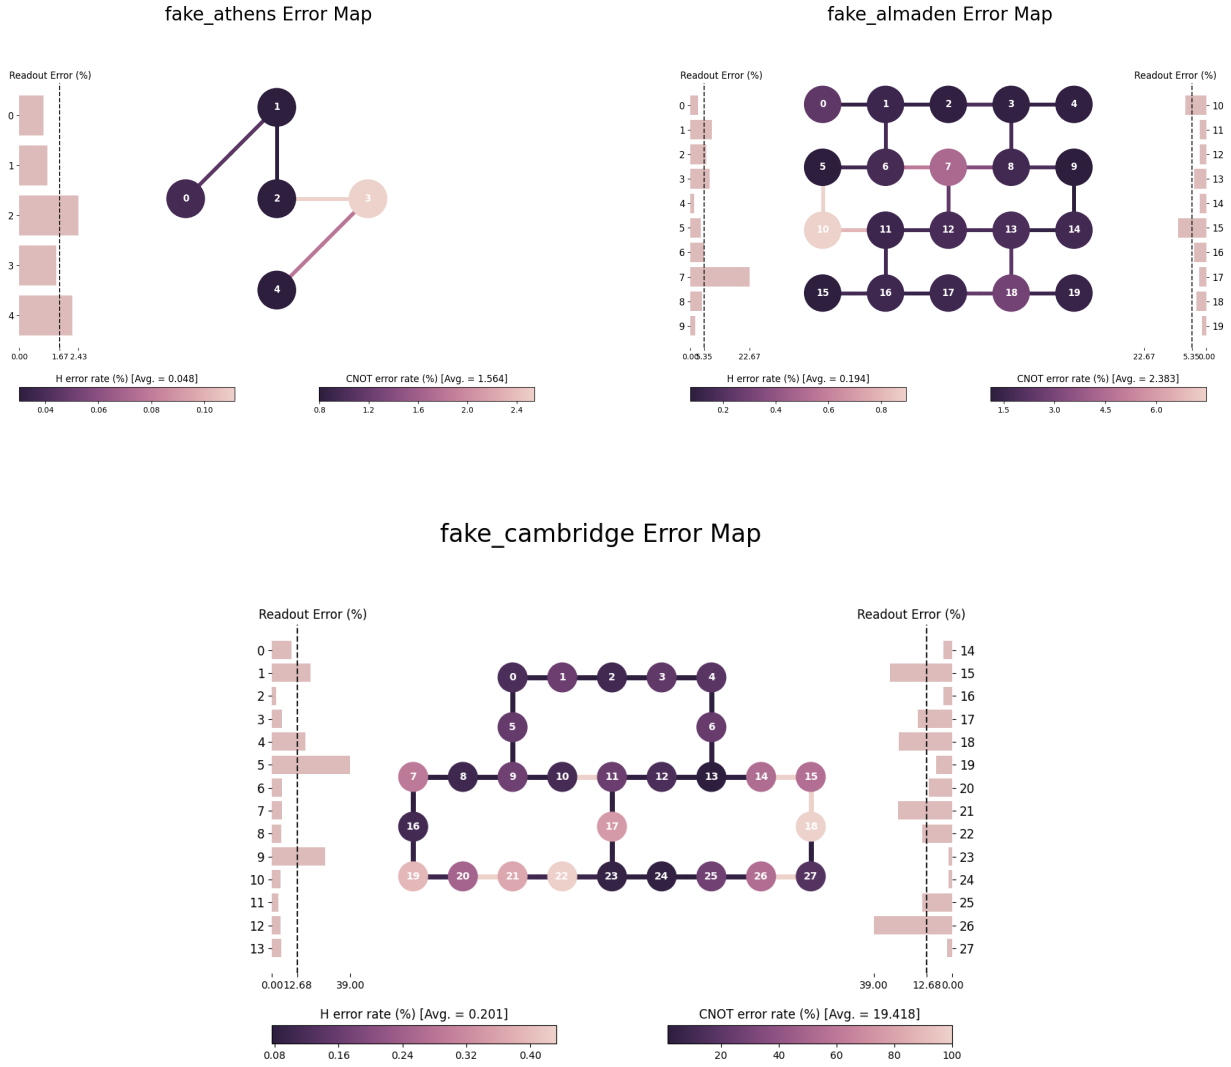 fake_athens Error Map
Readout Error (%)
0
1
2
3
4
0.00 1.67 2.43
1
0 2 3
4
H error rate (%) [Avg. = 0.048]
0.04 0.06 0.08 0.10
CNOT error rate (%) [Avg. = 1.564]
0.8 1.2 1.6 2.0 2.4
fake_almaden Error Map
Readout Error (%)
0
1
2
3
4
5
6
7
8
9
0.00 5.35 22.67
0 1 2 3 4
5 6 7 8 9
10 11 12 13 14
15 16 17 18 19
Readout Error (%)
10
11
12
13
14
15
16
17
18
19
22.67 5.35 0.00
H error rate (%) [Avg. = 0.194]
0.2 0.4 0.6 0.8
CNOT error rate (%) [Avg. = 2.383]
1.5 3.0 4.5 6.0
fake_cambridge Error Map
Readout Error (%)
0
1
2
3
4
5
6
7
8
9
10
11
12
13
0.00 12.68 39.00
0 1 2 3 4
5 6
7 8 9 10 11 12 13 14 15
16 17 18
19 20 21 22 23 24 25 26 27
Readout Error (%)
14
15
16
17
18
19
20
21
22
23
24
25
26
27
39.00 12.68 0.00
H error rate (%) [Avg. = 0.201]
0.08 0.16 0.24 0.32 0.40
CNOT error rate (%) [Avg. = 19.418]
20 40 60 80 100